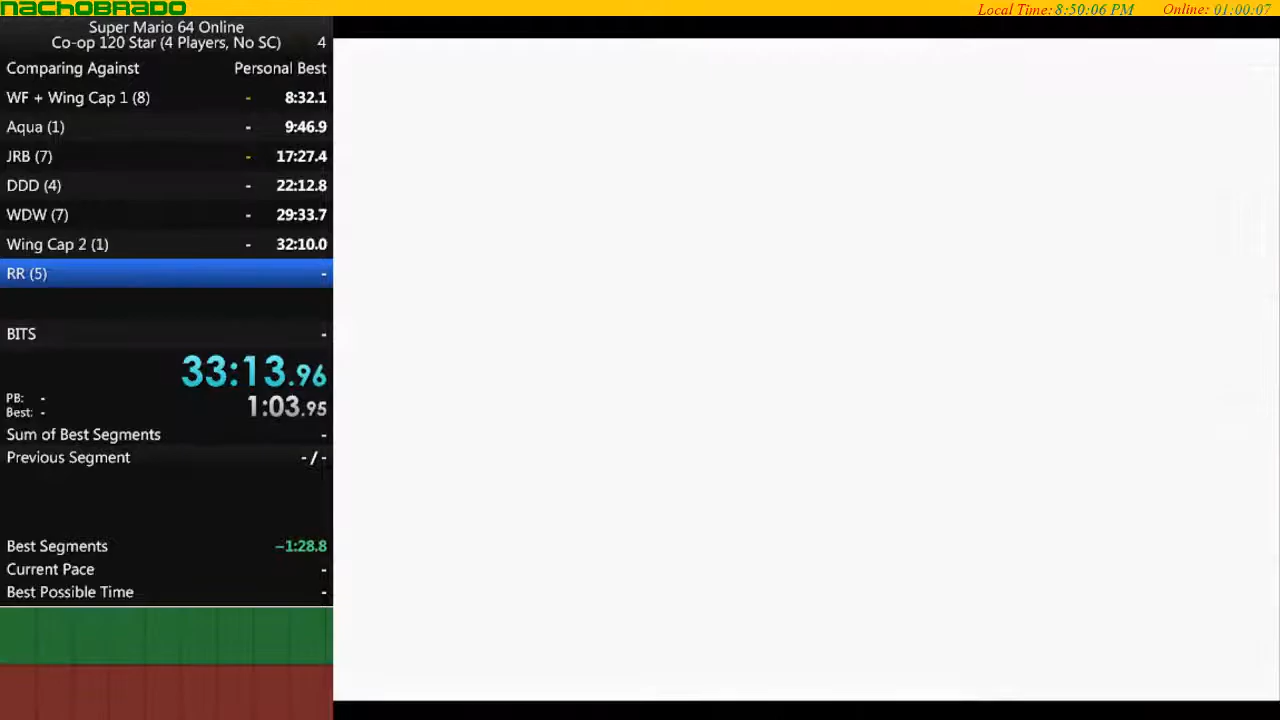 NACHOBRADO
Local Time: 8:50:06 PM Online: 01:00:07
Super Mario 64 Online
Co-op 120 Star (4 Players, No SC) 4
Comparing Against Personal Best
WF + Wing Cap 1 (8) - 8:32.1
Aqua (1) - 9:46.9
JRB (7) - 17:27.4
DDD (4) - 22:12.8
WDW (7) - 29:33.7
Wing Cap 2 (1) - 32:10.0
RR (5) -
BITS -
33:13.96
PB: - 1:03.95
Best: -
Sum of Best Segments -
Previous Segment - / -
Best Segments −1:28.8
Current Pace -
Best Possible Time -